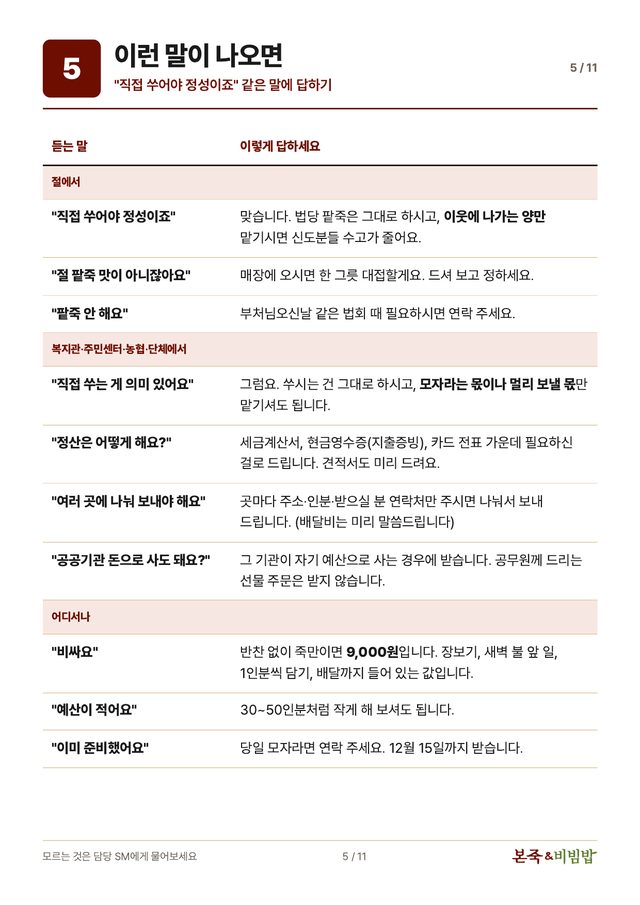 5
이런 말이 나오면
"직접 쑤어야 정성이죠" 같은 말에 답하기
5 / 11
듣는 말 이렇게 답하세요
절에서
"직접 쑤어야 정성이죠" 맞습니다. 법당 팥죽은 그대로 하시고, 이웃에 나가는 양만
맡기시면 신도분들 수고가 줄어요.
"절 팥죽 맛이 아니잖아요" 매장에 오시면 한 그릇 대접할게요. 드셔 보고 정하세요.
"팥죽 안 해요" 부처님오신날 같은 법회 때 필요하시면 연락 주세요.
복지관·주민센터·농협·단체에서
"직접 쑤는 게 의미 있어요" 그럼요. 쑤시는 건 그대로 하시고, 모자라는 몫이나 멀리 보낼 몫만
맡기셔도 됩니다.
"정산은 어떻게 해요?" 세금계산서, 현금영수증(지출증빙), 카드 전표 가운데 필요하신
걸로 드립니다. 견적서도 미리 드려요.
"여러 곳에 나눠 보내야 해요" 곳마다 주소·인분·받으실 분 연락처만 주시면 나눠서 보내
드립니다. (배달비는 미리 말씀드립니다)
"공공기관 돈으로 사도 돼요?" 그 기관이 자기 예산으로 사는 경우에 받습니다. 공무원께 드리는
선물 주문은 받지 않습니다.
어디서나
"비싸요" 반찬 없이 죽만이면 9,000원입니다. 장보기, 새벽 불 앞 일,
1인분씩 담기, 배달까지 들어 있는 값입니다.
"예산이 적어요" 30~50인분처럼 작게 해 보셔도 됩니다.
"이미 준비했어요" 당일 모자라면 연락 주세요. 12월 15일까지 받습니다.
모르는 것은 담당 SM에게 물어보세요 5 / 11 본죽&비빔밥